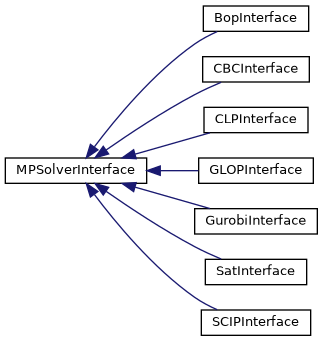 BopInterface
CBCInterface
CLPInterface
MPSolverInterface
GLOPInterface
GurobiInterface
SatInterface
SCIPInterface